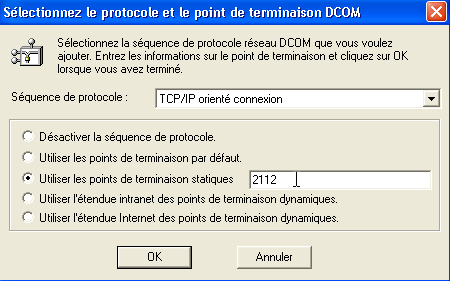 Sélectionnez le protocole et le point de terminaison DCOM
Sélectionnez la séquence de protocole réseau DCOM que vous voulez
ajouter. Entrez les informations sur le point de terminaison et cliquez sur OK
lorsque vous avez terminé.
Séquence de protocole : TCP/IP orienté connexion
Désactiver la séquence de protocole.
Utiliser les points de terminaison par défaut.
Utiliser les points de terminaison statiques 2112
Utiliser l'étendue intranet des points de terminaison dynamiques.
Utiliser l'étendue Internet des points de terminaison dynamiques.
OK Annuler